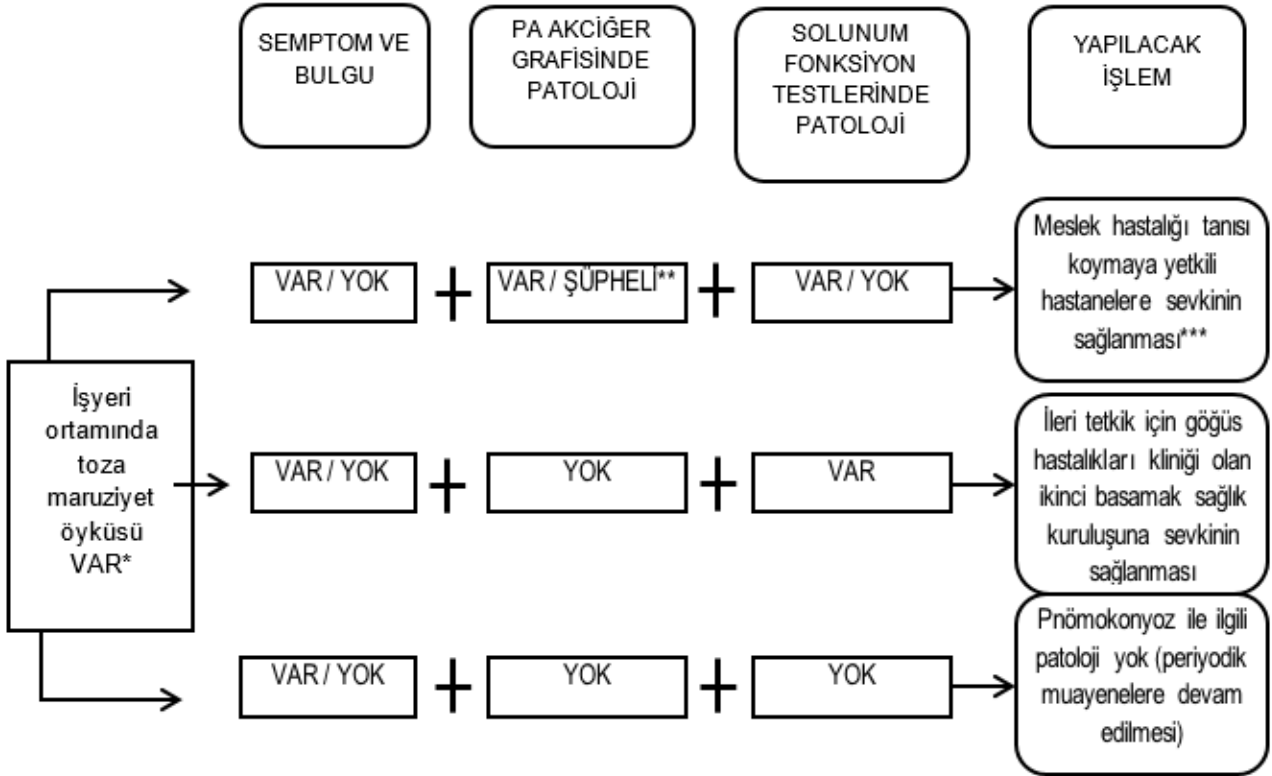 SEMPTOM VE
BULGU
PA AKCİĞER
GRAFİSİNDE
PATOLOJİ
SOLUNUM
FONKSİYON
TESTLERİNDE
PATOLOJİ
YAPILACAK
İŞLEM
İşyeri
ortamında
toza
maruziyet
öyküsü
VAR*
VAR / YOK
+
VAR / ŞÜPHELİ**
+
VAR / YOK
Meslek hastalığı tanısı
koymaya yetkili
hastanelere sevkinin
sağlanması***
VAR / YOK
+
YOK
+
VAR
İleri tetkik için göğüs
hastalıkları kliniği olan
ikinci basamak sağlık
kuruluşuna sevkinin
sağlanması
VAR / YOK
+
YOK
+
YOK
Pnömokonyoz ile ilgili
patoloji yok (periyodik
muayenelere devam
edilmesi)